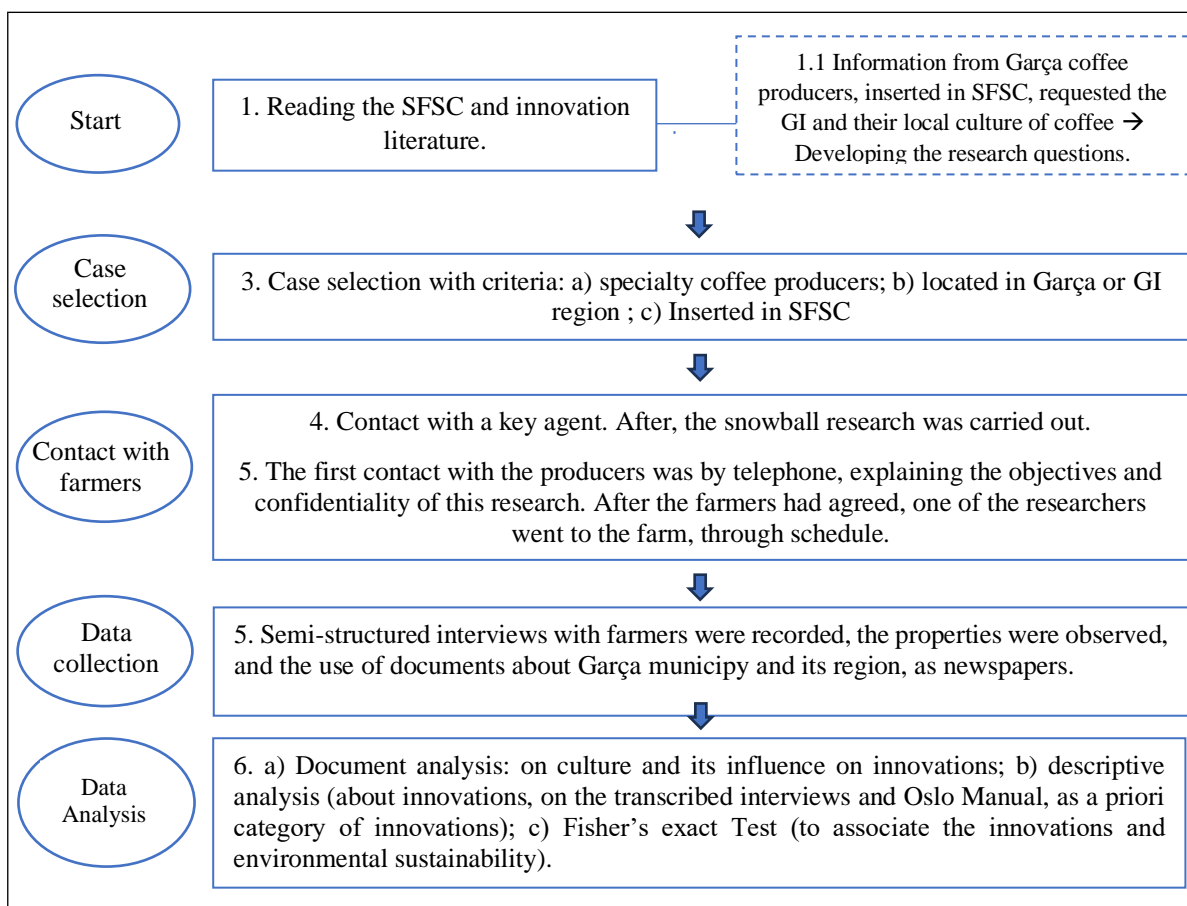 Start
1. Reading the SFSC and innovation
literature.
1.1 Information from Garça coffee
producers, inserted in SFSC, requested the
GI and their local culture of coffee →
Developing the research questions.
Case
selection
3. Case selection with criteria: a) specialty coffee producers; b) located in Garça or GI
region ; c) Inserted in SFSC
Contact with
farmers
4. Contact with a key agent. After, the snowball research was carried out.
5. The first contact with the producers was by telephone, explaining the objectives and
confidentiality of this research. After the farmers had agreed, one of the researchers
went to the farm, through schedule.
Data
collection
5. Semi-structured interviews with farmers were recorded, the properties were observed,
and the use of documents about Garça municipy and its region, as newspapers.
Data
Analysis
6. a) Document analysis: on culture and its influence on innovations; b) descriptive
analysis (about innovations, on the transcribed interviews and Oslo Manual, as a priori
category of innovations); c) Fisher’s exact Test (to associate the innovations and
environmental sustainability).